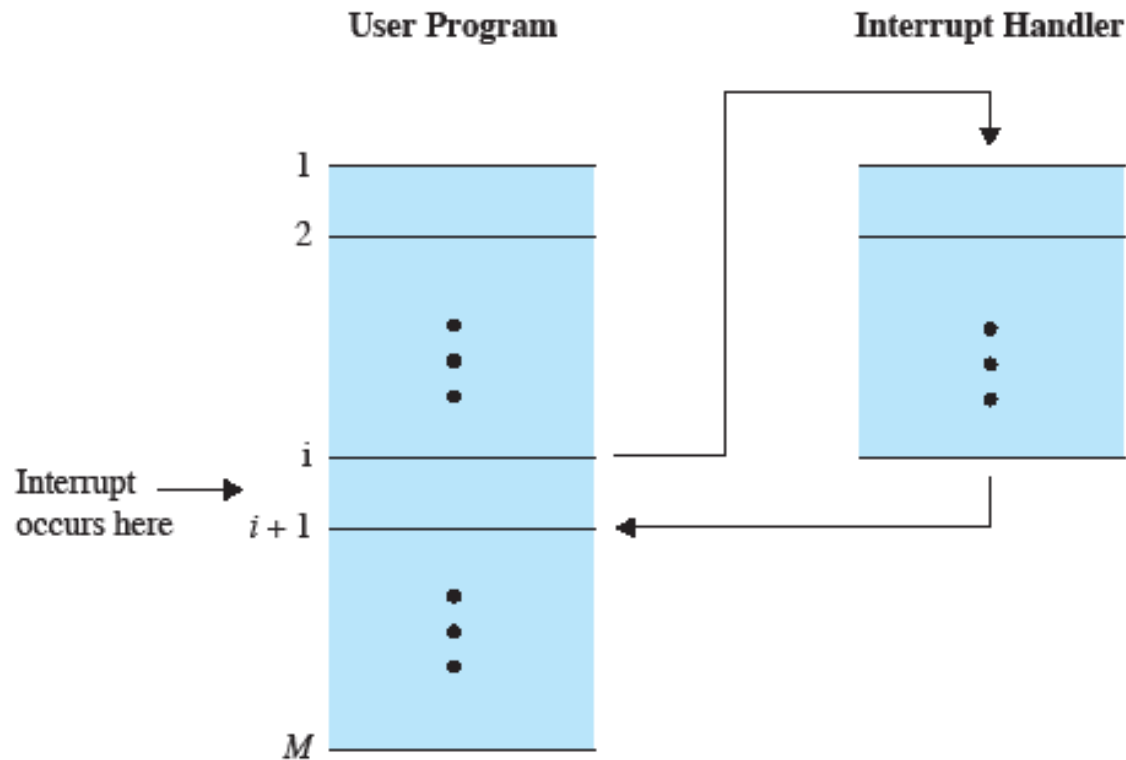 User Program
Interrupt Handler
1
2
i
Interrupt
occurs here
i + 1
M